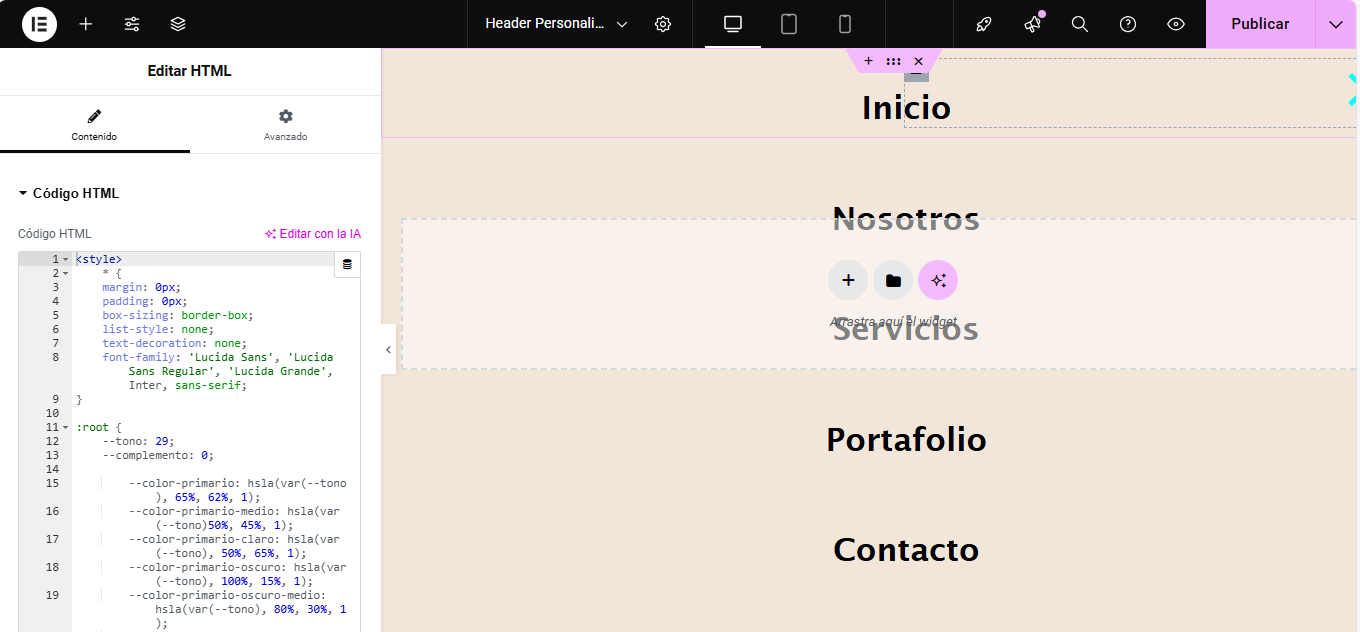 Header Personali...
Publicar
Editar HTML
Contenido
Avanzado
Código HTML
Código HTML
Editar con la IA
1 <style>
2 * {
3 margin: 0px;
4 padding: 0px;
5 box-sizing: border-box;
6 list-style: none;
7 text-decoration: none;
8 font-family: 'Lucida Sans', 'Lucida
Sans Regular', 'Lucida Grande',
Inter, sans-serif;
9 }
10
11 :root {
12 --tono: 29;
13 --complemento: 0;
14
15 --color-primario: hsla(var(--tono
), 65%, 62%, 1);
16 --color-primario-medio: hsla(var
(--tono)50%, 45%, 1);
17 --color-primario-claro: hsla(var
(--tono), 50%, 65%, 1);
18 --color-primario-oscuro: hsla(var
(--tono), 100%, 15%, 1);
19 --color-primario-oscuro-medio:
hsla(var(--tono), 80%, 30%, 1
);
Inicio
Nosotros
Arrastra aquí el widget
Servicios
Portafolio
Contacto